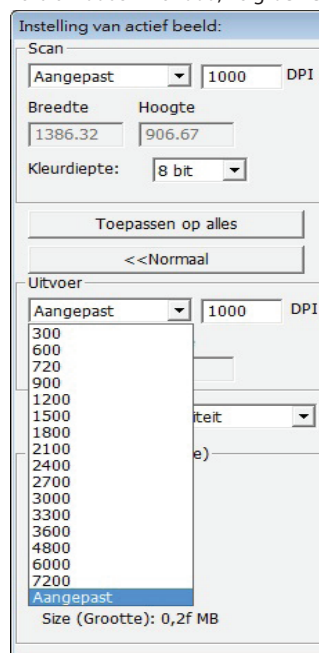 Instelling van actief beeld:
Scan
Aangepast 1000 DPI
Breedte Hoogte
1386.32 906.67
Kleurdiepte: 8 bit
Toepassen op alles
<<Normaal
Uitvoer
Aangepast 1000 DPI
300
600
720
900
1200
1500
iteit
1800
2100
e)
2400
2700
3000
3300
3600
4800
6000
7200
Aangepast
Size (Grootte): 0,2f MB